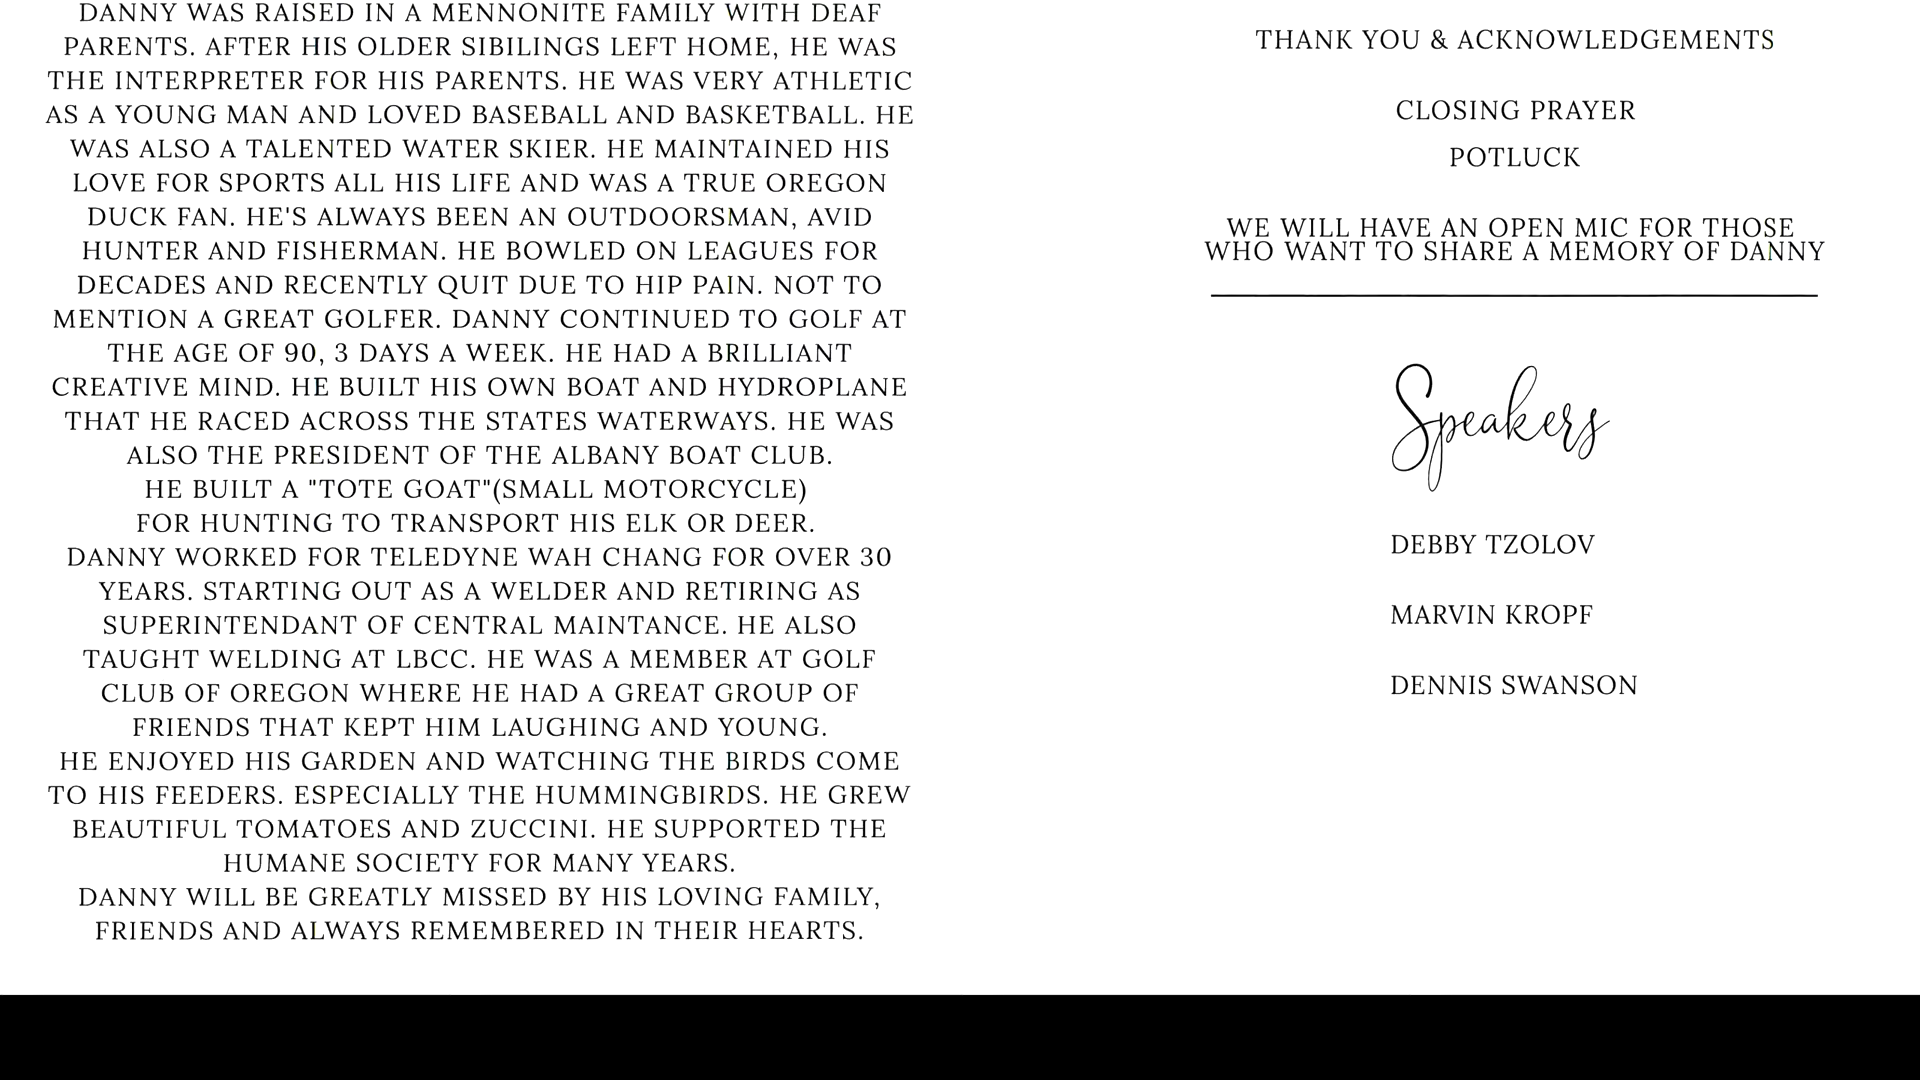 DANNY WAS RAISED IN A MENNONITE FAMILY WITH DEAF
PARENTS. AFTER HIS OLDER SIBILINGS LEFT HOME, HE WAS
THE INTERPRETER FOR HIS PARENTS. HE WAS VERY ATHLETIC
AS A YOUNG MAN AND LOVED BASEBALL AND BASKETBALL. HE
WAS ALSO A TALENTED WATER SKIER. HE MAINTAINED HIS
LOVE FOR SPORTS ALL HIS LIFE AND WAS A TRUE OREGON
DUCK FAN. HE'S ALWAYS BEEN AN OUTDOORSMAN, AVID
HUNTER AND FISHERMAN. HE BOWLED ON LEAGUES FOR
DECADES AND RECENTLY QUIT DUE TO HIP PAIN. NOT TO
MENTION A GREAT GOLFER. DANNY CONTINUED TO GOLF AT
THE AGE OF 90, 3 DAYS A WEEK. HE HAD A BRILLIANT
CREATIVE MIND. HE BUILT HIS OWN BOAT AND HYDROPLANE
THAT HE RACED ACROSS THE STATES WATERWAYS. HE WAS
ALSO THE PRESIDENT OF THE ALBANY BOAT CLUB.
HE BUILT A "TOTE GOAT"(SMALL MOTORCYCLE)
FOR HUNTING TO TRANSPORT HIS ELK OR DEER.
DANNY WORKED FOR TELEDYNE WAH CHANG FOR OVER 30
YEARS. STARTING OUT AS A WELDER AND RETIRING AS
SUPERINTENDANT OF CENTRAL MAINTANCE. HE ALSO
TAUGHT WELDING AT LBCC. HE WAS A MEMBER AT GOLF
CLUB OF OREGON WHERE HE HAD A GREAT GROUP OF
FRIENDS THAT KEPT HIM LAUGHING AND YOUNG.
HE ENJOYED HIS GARDEN AND WATCHING THE BIRDS COME
TO HIS FEEDERS. ESPECIALLY THE HUMMINGBIRDS. HE GREW
BEAUTIFUL TOMATOES AND ZUCCINI. HE SUPPORTED THE
HUMANE SOCIETY FOR MANY YEARS.
DANNY WILL BE GREATLY MISSED BY HIS LOVING FAMILY,
FRIENDS AND ALWAYS REMEMBERED IN THEIR HEARTS.
THANK YOU & ACKNOWLEDGEMENTS
CLOSING PRAYER
POTLUCK
WE WILL HAVE AN OPEN MIC FOR THOSE
WHO WANT TO SHARE A MEMORY OF DANNY
Speakers
DEBBY TZOLOV
MARVIN KROPF
DENNIS SWANSON